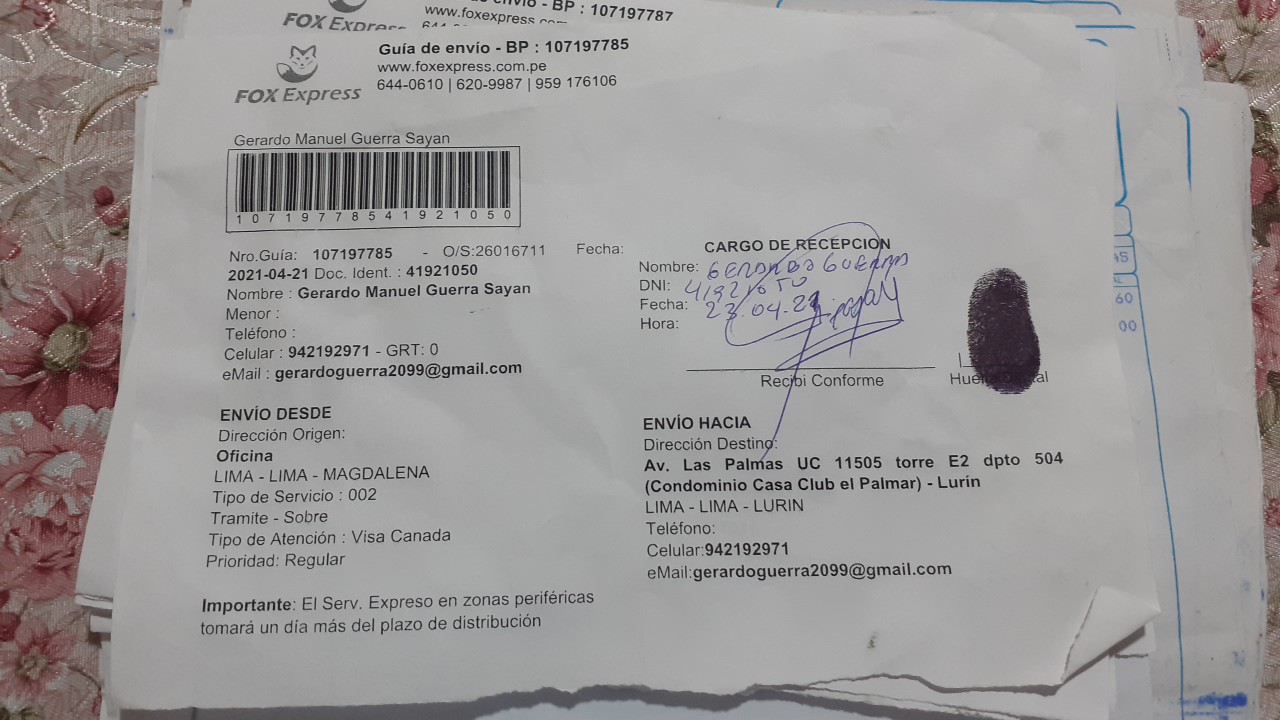 - BP : 107197787
FOX Express
www.foxexpress.com
Guía de envío - BP : 107197785
www.foxexpress.com.pe
644-0610 | 620-9987 | 959 176106
FOX Express
Gerardo Manuel Guerra Sayan
10719778541921050
Nro.Guía: 107197785 - O/S:26016711 Fecha:
2021-04-21 Doc. Ident. : 41921050
Nombre : Gerardo Manuel Guerra Sayan
Menor :
Teléfono :
Celular : 942192971 - GRT: 0
eMail : gerardoguerra2099@gmail.com
CARGO DE RECEPCION
Nombre: GERARDO GUERRA
DNI: 41921050
Fecha: 23.04.21
Hora:
Recibi Conforme
ENVÍO DESDE
Dirección Origen:
Oficina
LIMA - LIMA - MAGDALENA
Tipo de Servicio : 002
Tramite - Sobre
Tipo de Atención : Visa Canada
Prioridad: Regular
ENVÍO HACIA
Dirección Destino:
Av. Las Palmas UC 11505 torre E2 dpto 504
(Condominio Casa Club el Palmar) - Lurín
LIMA - LIMA - LURIN
Teléfono:
Celular:942192971
eMail:gerardoguerra2099@gmail.com
Importante: El Serv. Expreso en zonas periféricas
tomará un día más del plazo de distribución
45
60
00